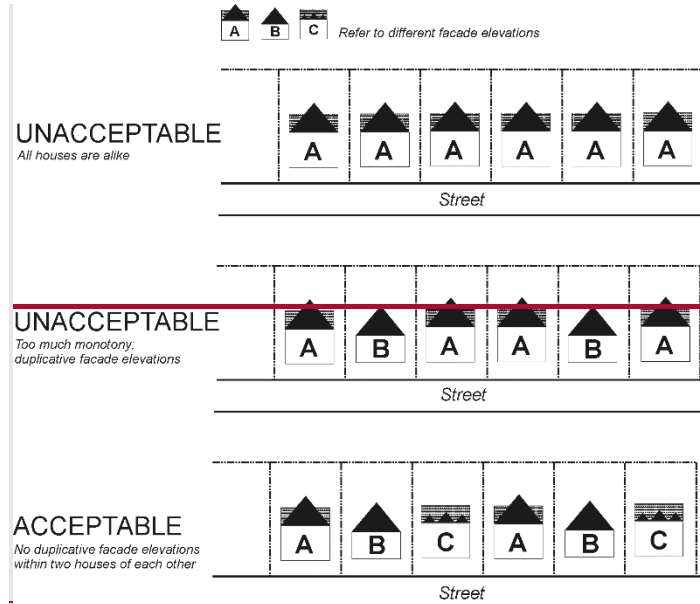 A B C Refer to different facade elevations
UNACCEPTABLE
All houses are alike
A A A A A A
Street
UNACCEPTABLE
Too much monotony;
duplicative facade elevations
A B A A B A
Street
ACCEPTABLE
No duplicative facade elevations
within two houses of each other
A B C A B C
Street